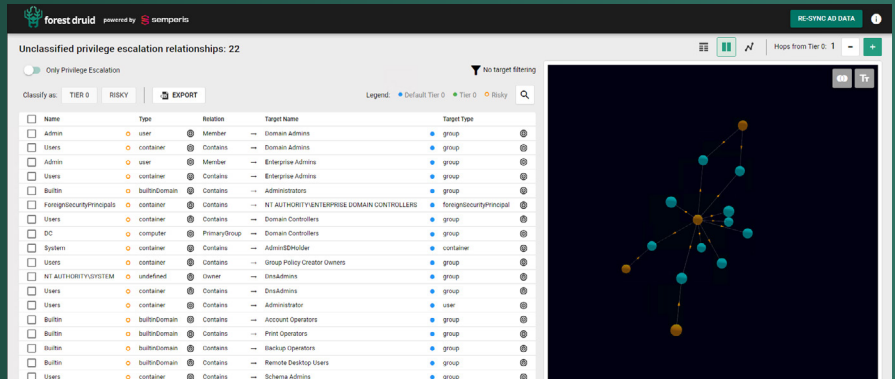 forest druid powered by semperis RE-SYNC AD DATA
Unclassified privilege escalation relationships: 22 Hops from Tier 0: 1 - +
Only Privilege Escalation No target filtering
Classify as: TIER 0 RISKY EXPORT Legend: Default Tier 0 Tier 0 Risky
Name Type Relation Target Name Target Type
Admin user Member → Domain Admins group
Users container Contains → Domain Admins group
Admin user Member → Enterprise Admins group
Users container Contains → Enterprise Admins group
Builtin builtinDomain Contains → Administrators group
ForeignSecurityPrincipals container Contains → NT AUTHORITY\ENTERPRISE DOMAIN CONTROLLERS foreignSecurityPrincipal
Users container Contains → Domain Controllers group
DC computer PrimaryGroup → Domain Controllers group
System container Contains → AdminSDHolder container
Users container Contains → Group Policy Creator Owners group
NT AUTHORITY\SYSTEM undefined Owner → DnsAdmins group
Users container Contains → DnsAdmins group
Users container Contains → Administrator user
Builtin builtinDomain Contains → Account Operators group
Builtin builtinDomain Contains → Print Operators group
Builtin builtinDomain Contains → Backup Operators group
Builtin builtinDomain Contains → Remote Desktop Users group
Users container Contains → Schema Admins group